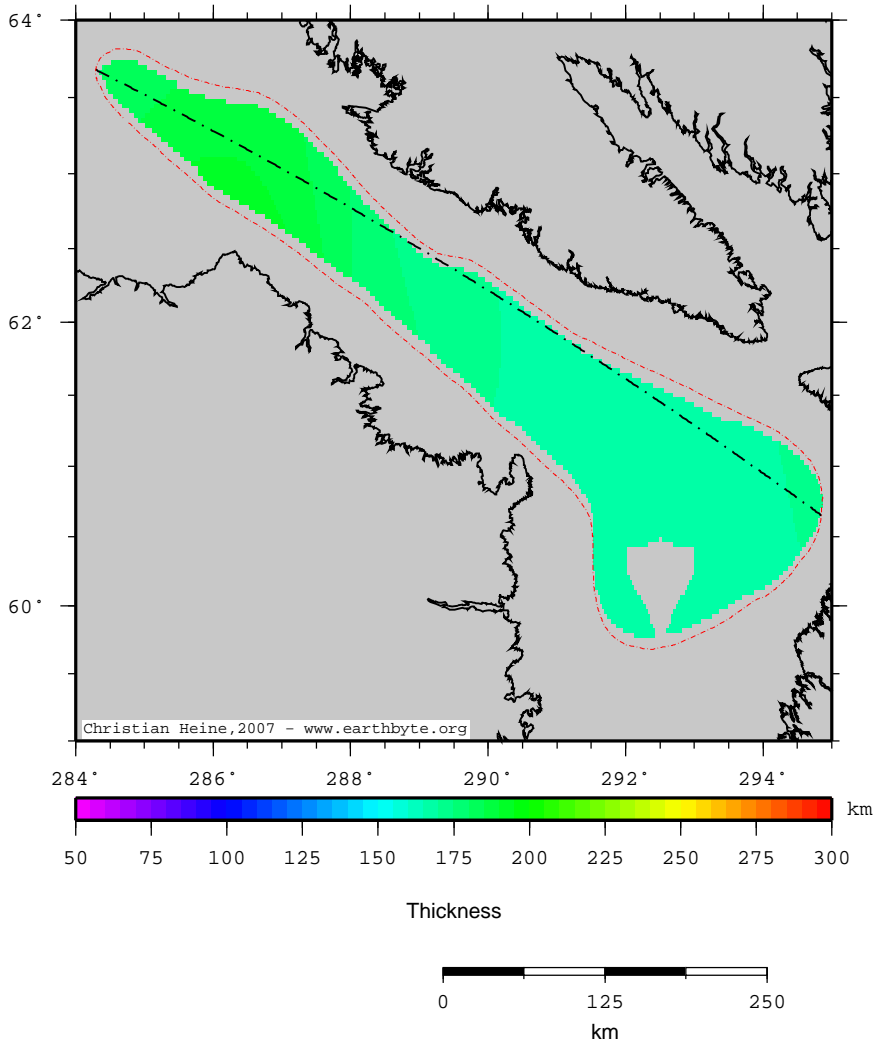 64°
62°
60°
Christian Heine,2007 - www.earthbyte.org
284° 286° 288° 290° 292° 294°
km
50 75 100 125 150 175 200 225 250 275 300
Thickness
0 125 250
km